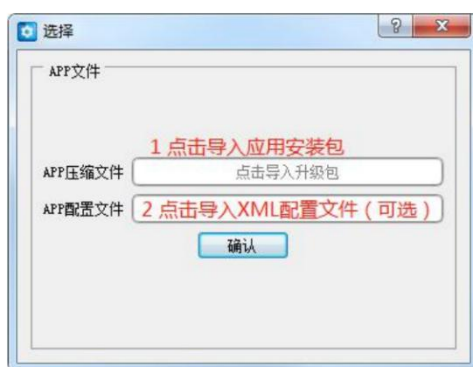 选择
APP文件
1 点击导入应用安装包
APP压缩文件 点击导入升级包
APP配置文件 2 点击导入XML配置文件（可选）
确认